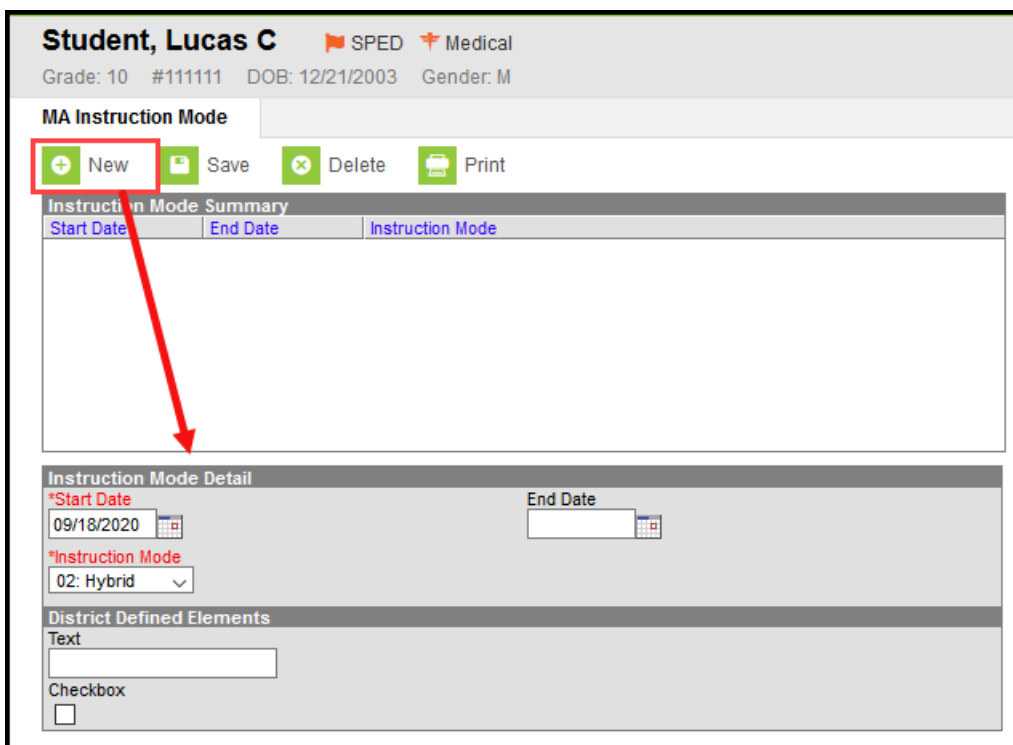 Student, Lucas C SPED Medical
Grade: 10 #111111 DOB: 12/21/2003 Gender: M
MA Instruction Mode
New Save Delete Print
Instruction Mode Summary
Start Date End Date Instruction Mode
Instruction Mode Detail
*Start Date End Date
09/18/2020
*Instruction Mode
02: Hybrid
District Defined Elements
Text
Checkbox